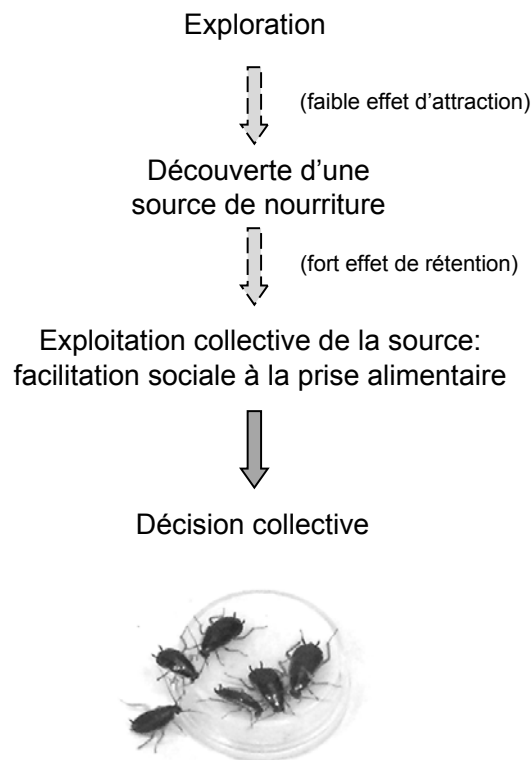 Exploration
(faible effet d'attraction)
Découverte d'une
source de nourriture
(fort effet de rétention)
Exploitation collective de la source:
facilitation sociale à la prise alimentaire
Décision collective